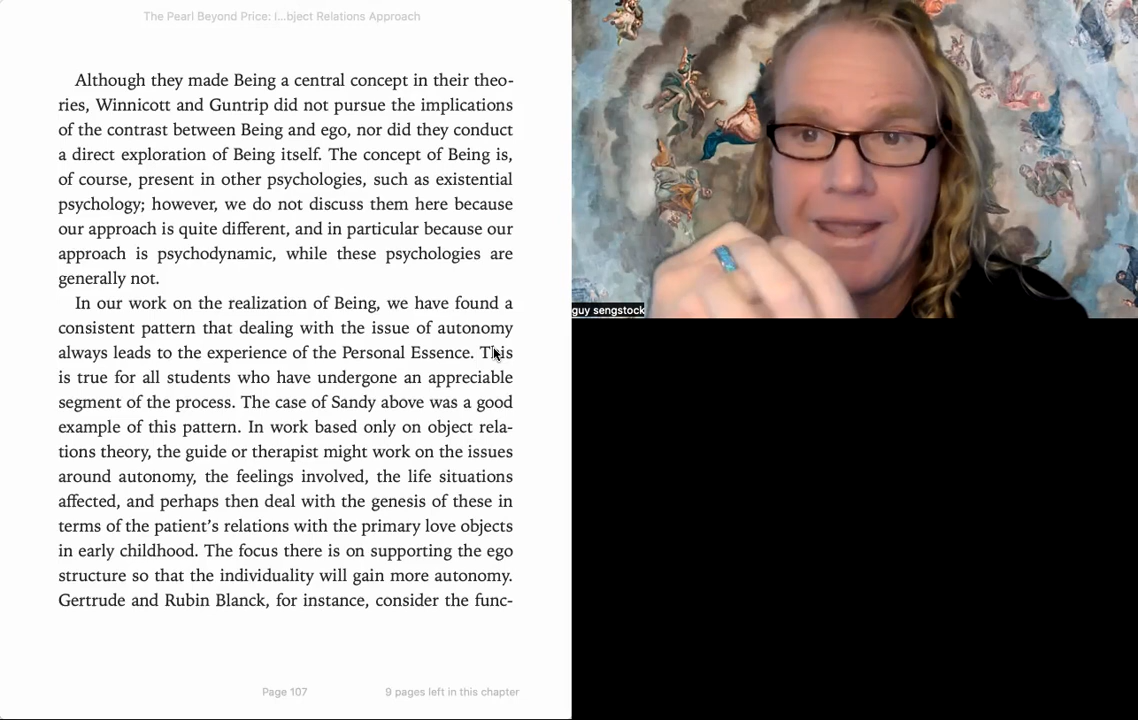 The Pearl Beyond Price: I...bject Relations Approach
Although they made Being a central concept in their theo-
ries, Winnicott and Guntrip did not pursue the implications
of the contrast between Being and ego, nor did they conduct
a direct exploration of Being itself. The concept of Being is,
of course, present in other psychologies, such as existential
psychology; however, we do not discuss them here because
our approach is quite different, and in particular because our
approach is psychodynamic, while these psychologies are
generally not.
In our work on the realization of Being, we have found a
consistent pattern that dealing with the issue of autonomy
always leads to the experience of the Personal Essence. This
is true for all students who have undergone an appreciable
segment of the process. The case of Sandy above was a good
example of this pattern. In work based only on object rela-
tions theory, the guide or therapist might work on the issues
around autonomy, the feelings involved, the life situations
affected, and perhaps then deal with the genesis of these in
terms of the patient's relations with the primary love objects
in early childhood. The focus there is on supporting the ego
structure so that the individuality will gain more autonomy.
Gertrude and Rubin Blanck, for instance, consider the func-
Page 107
9 pages left in this chapter
guy sengstock